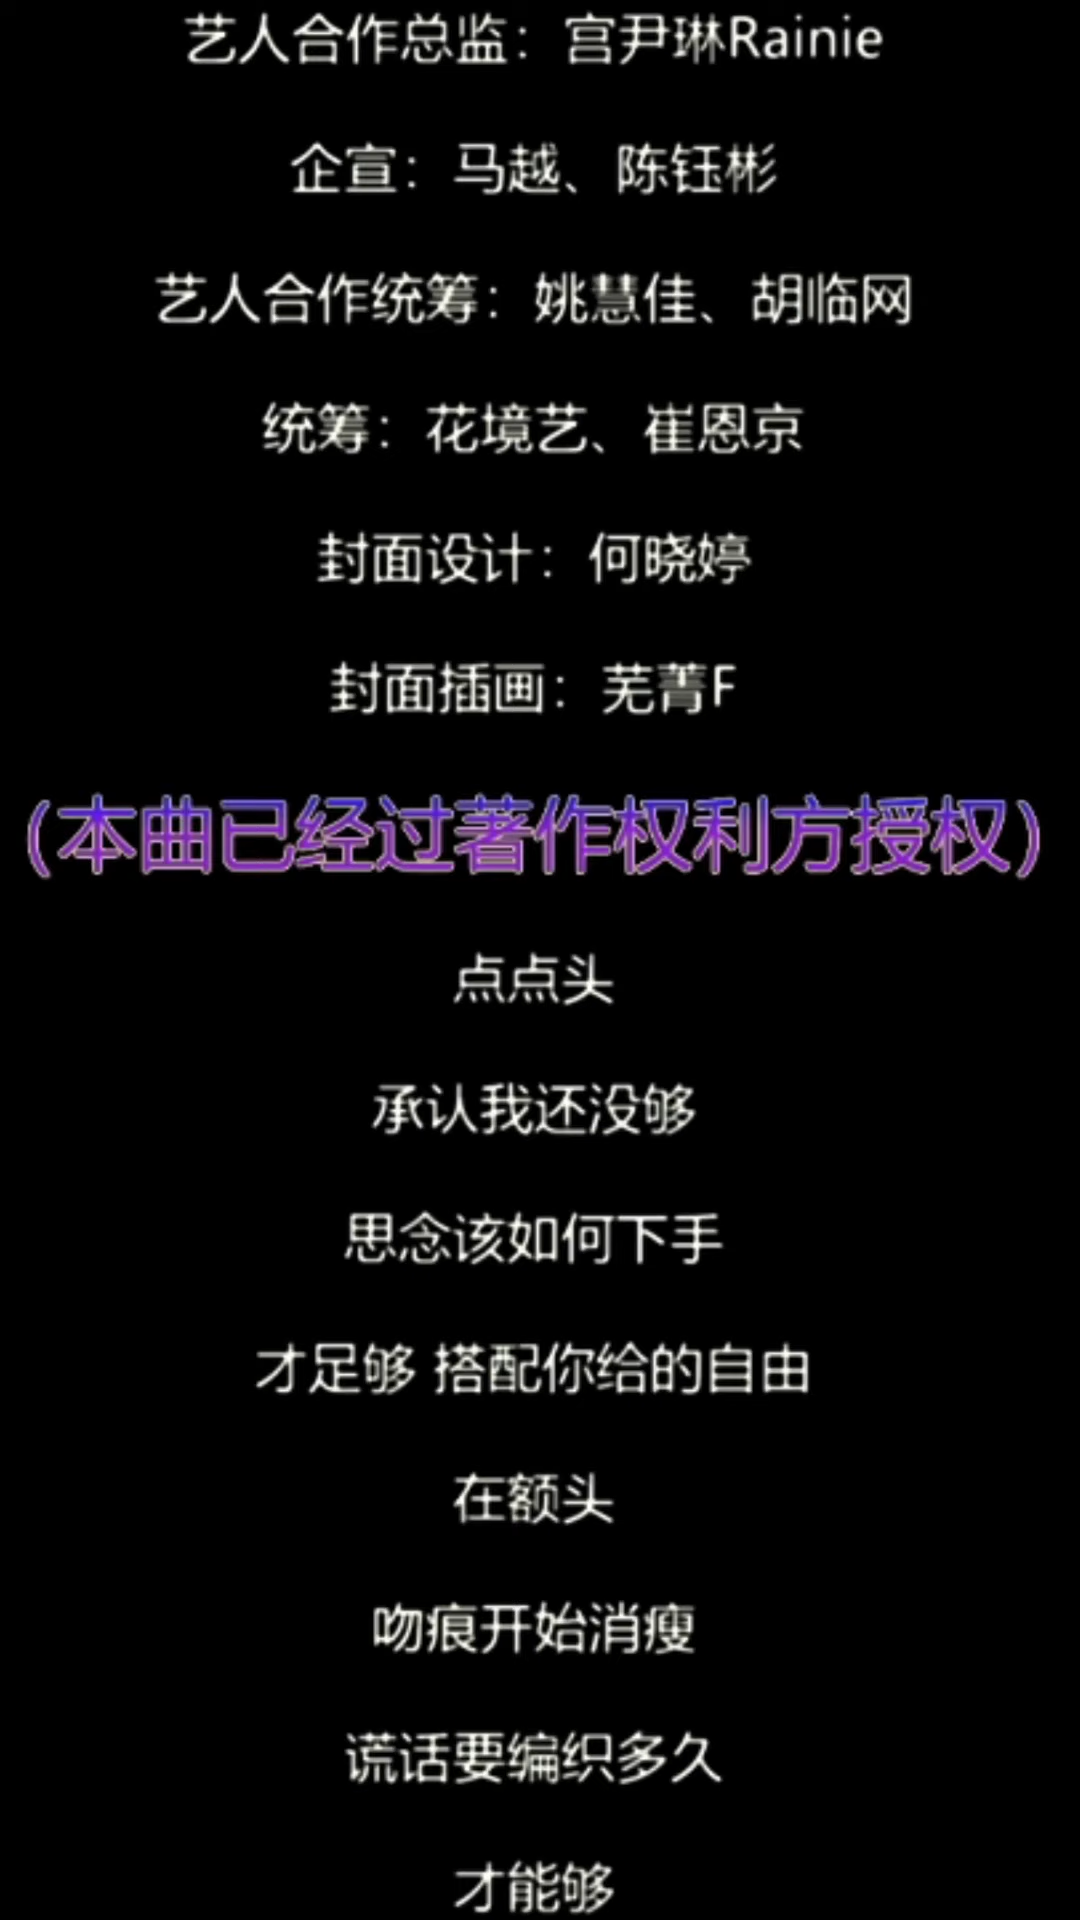 艺人合作总监：宫尹琳Rainie
企宣：马越、陈钰彬
艺人合作统筹：姚慧佳、胡临网
统筹：花境艺、崔恩京
封面设计：何晓婷
封面插画：芜菁F
（本曲已经过著作权利方授权）
点点头
承认我还没够
思念该如何下手
才足够 搭配你给的自由
在额头
吻痕开始消瘦
谎话要编织多久
才能够